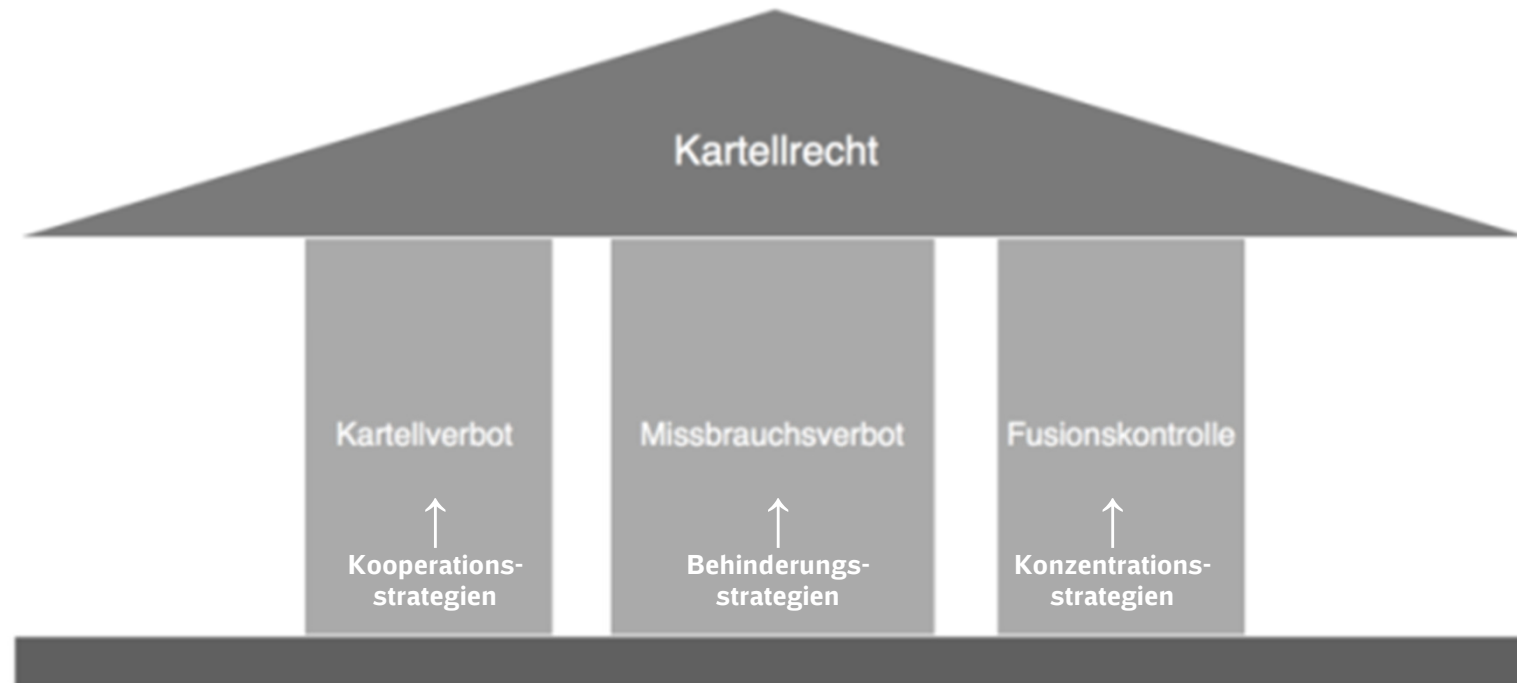 Kartellrecht
Kartellverbot
Missbrauchsverbot
Fusionskontrolle
↑
↑
↑
Kooperations-
strategien
Behinderungs-
strategien
Konzentrations-
strategien